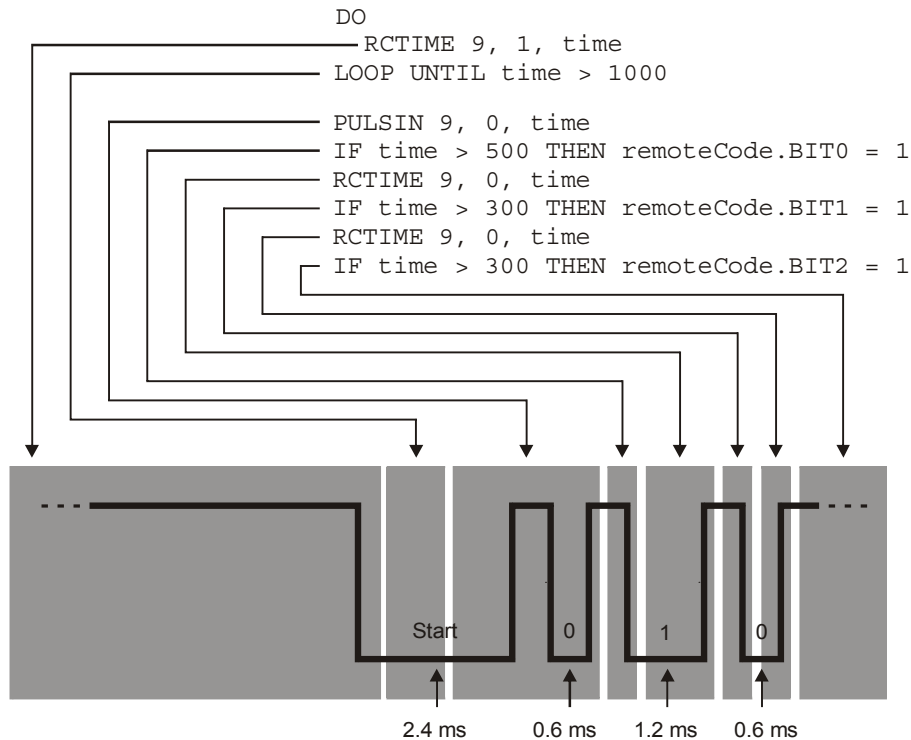 DO
RCTIME 9, 1, time
LOOP UNTIL time > 1000
PULSIN 9, 0, time
IF time > 500 THEN remoteCode.BIT0 = 1
RCTIME 9, 0, time
IF time > 300 THEN remoteCode.BIT1 = 1
RCTIME 9, 0, time
IF time > 300 THEN remoteCode.BIT2 = 1
Start 0 1 0
2.4 ms 0.6 ms 1.2 ms 0.6 ms